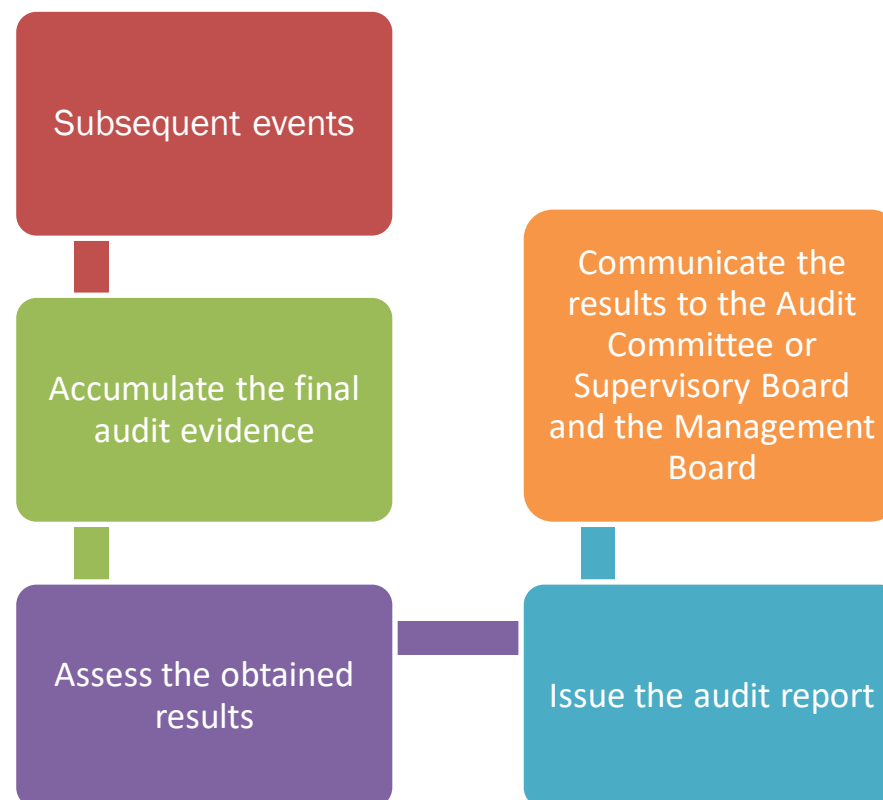 Subsequent events
Accumulate the final
audit evidence
Assess the obtained
results
Issue the audit report
Communicate the
results to the Audit
Committee or
Supervisory Board
and the Management
Board